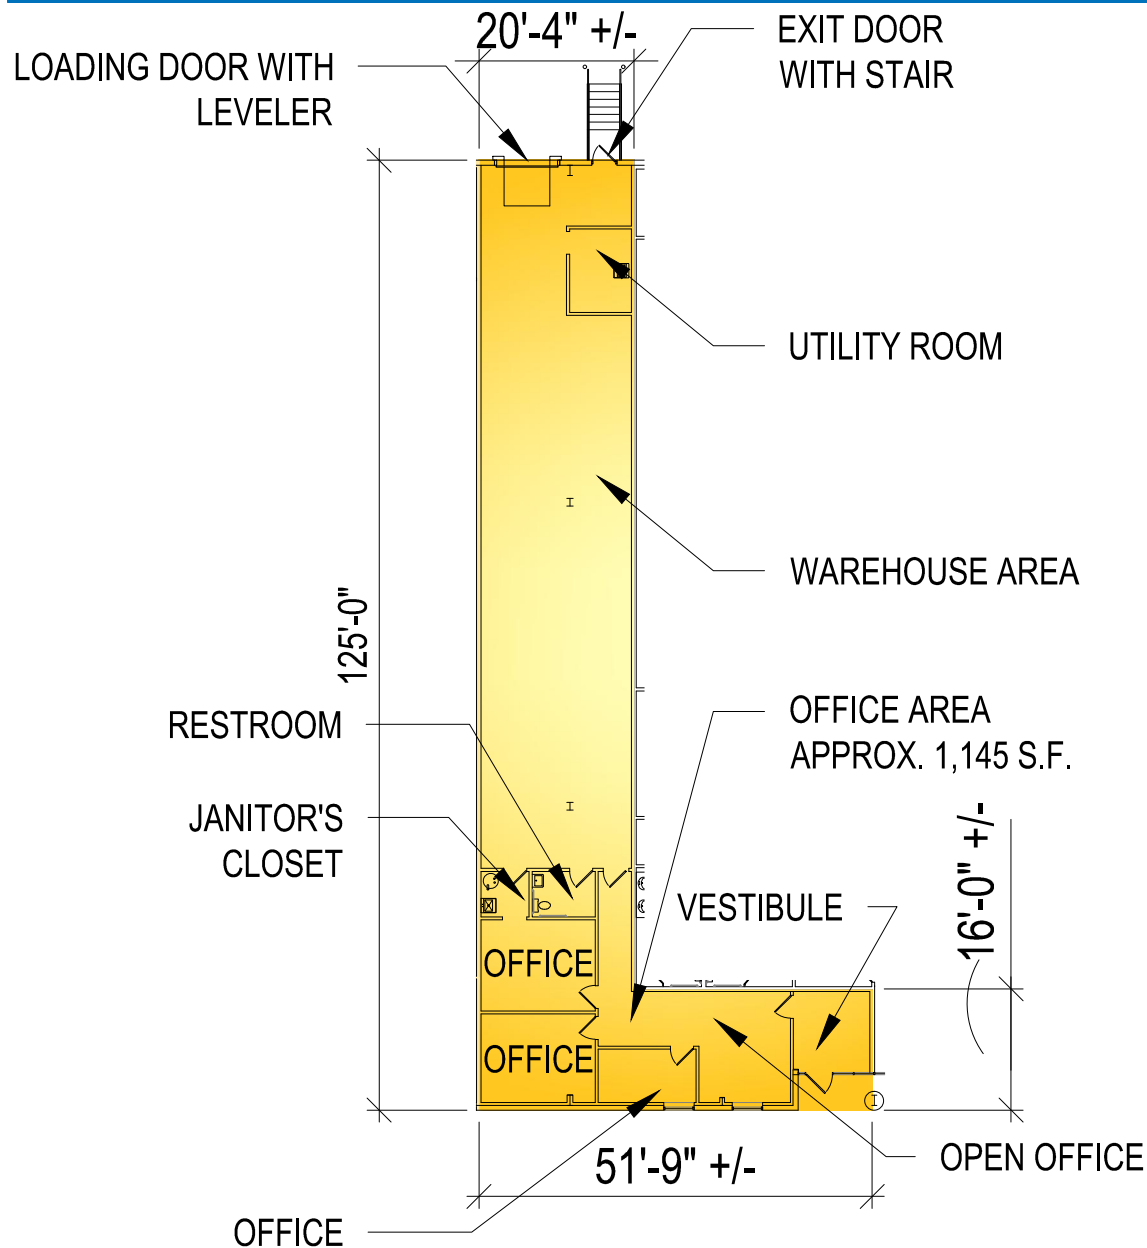 20'-4" +/-
EXIT DOOR
WITH STAIR
LOADING DOOR WITH
LEVELER
UTILITY ROOM
WAREHOUSE AREA
125'-0"
RESTROOM
OFFICE AREA
APPROX. 1,145 S.F.
JANITOR'S
CLOSET
16'-0" +/-
VESTIBULE
OFFICE
OFFICE
OPEN OFFICE
51'-9" +/-
OFFICE